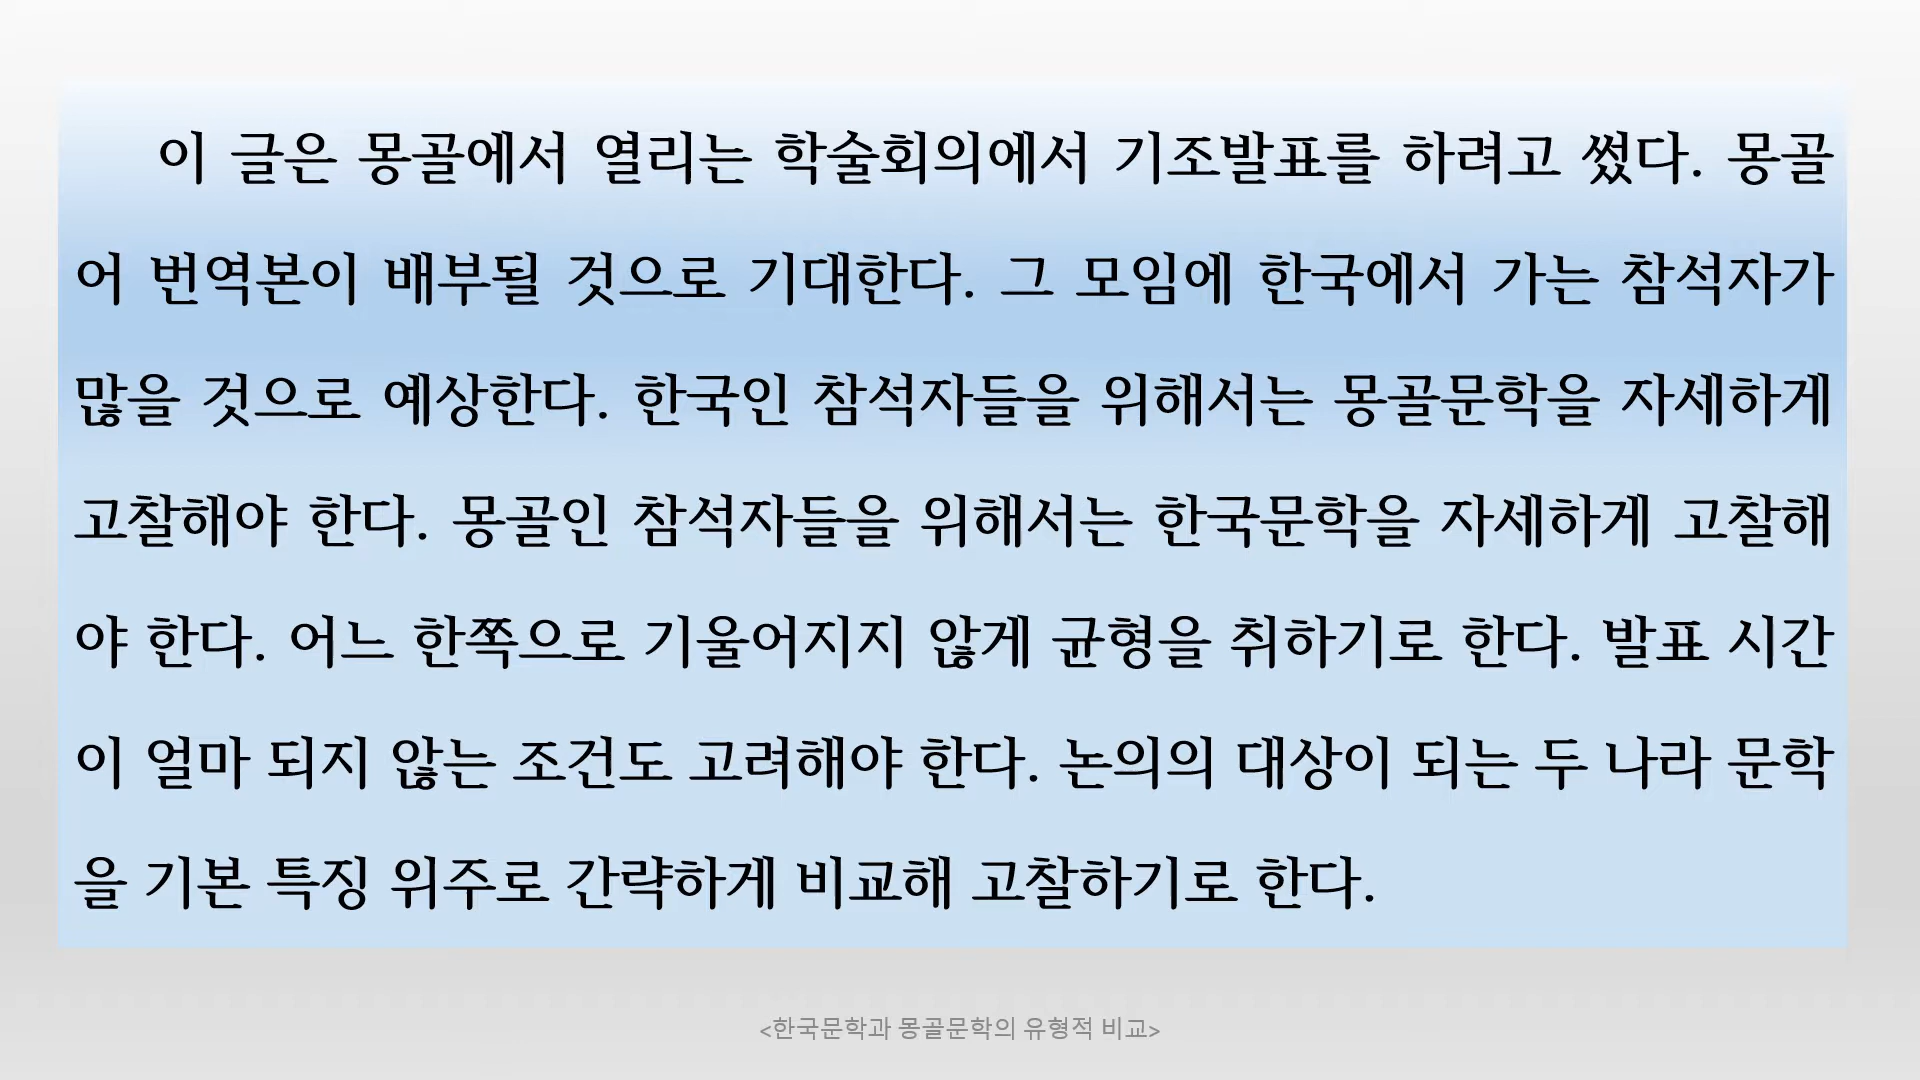 이 글은 몽골에서 열리는 학술회의에서 기조발표를 하려고 썼다. 몽골
어 번역본이 배부될 것으로 기대한다. 그 모임에 한국에서 가는 참석자가
많을 것으로 예상한다. 한국인 참석자들을 위해서는 몽골문학을 자세하게
고찰해야 한다. 몽골인 참석자들을 위해서는 한국문학을 자세하게 고찰해
야 한다. 어느 한쪽으로 기울어지지 않게 균형을 취하기로 한다. 발표 시간
이 얼마 되지 않는 조건도 고려해야 한다. 논의의 대상이 되는 두 나라 문학
을 기본 특징 위주로 간략하게 비교해 고찰하기로 한다.
<한국문학과 몽골문학의 유형적 비교>